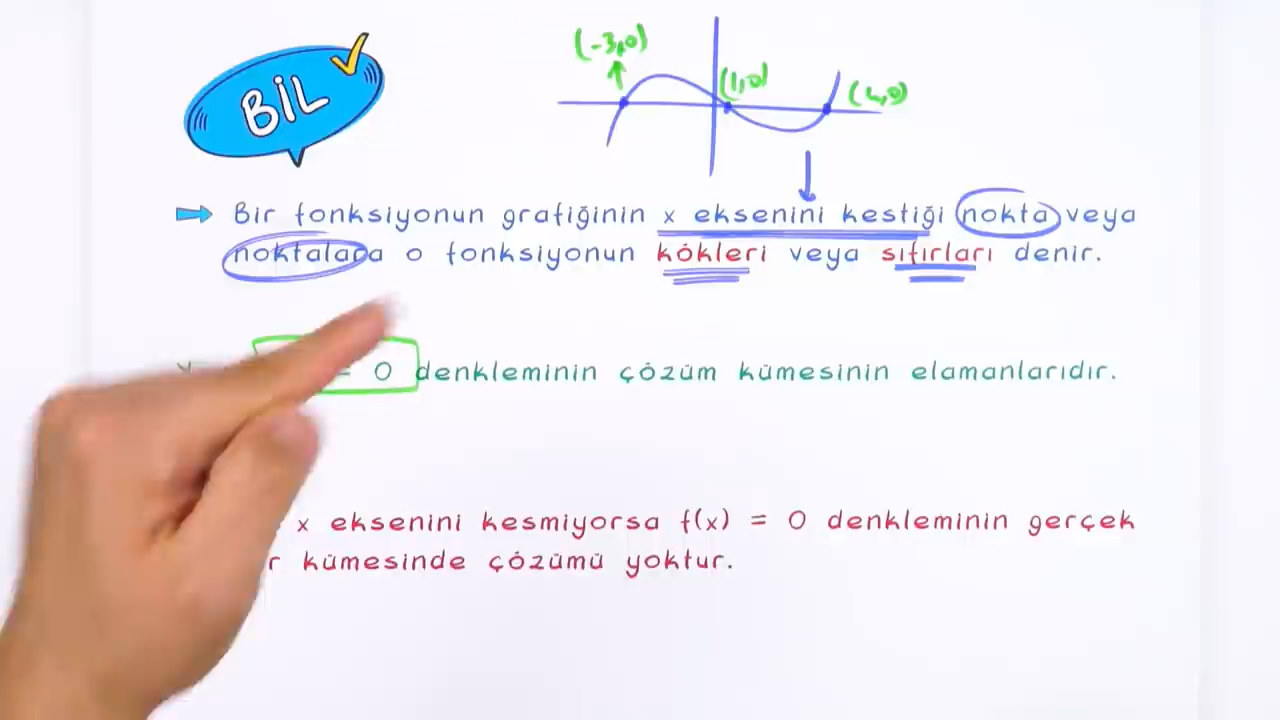 (-3,0)
(1,0)
(4,0)
BİL
Bir fonksiyonun grafiğinin x eksenini kestiği nokta veya
noktalara o fonksiyonun kökleri veya sıfırları denir.
= 0 denkleminin çözüm kümesinin elamanlarıdır.
x eksenini kesmiyorsa f(x) = 0 denkleminin gerçek
kümesinde çözümü yoktur.